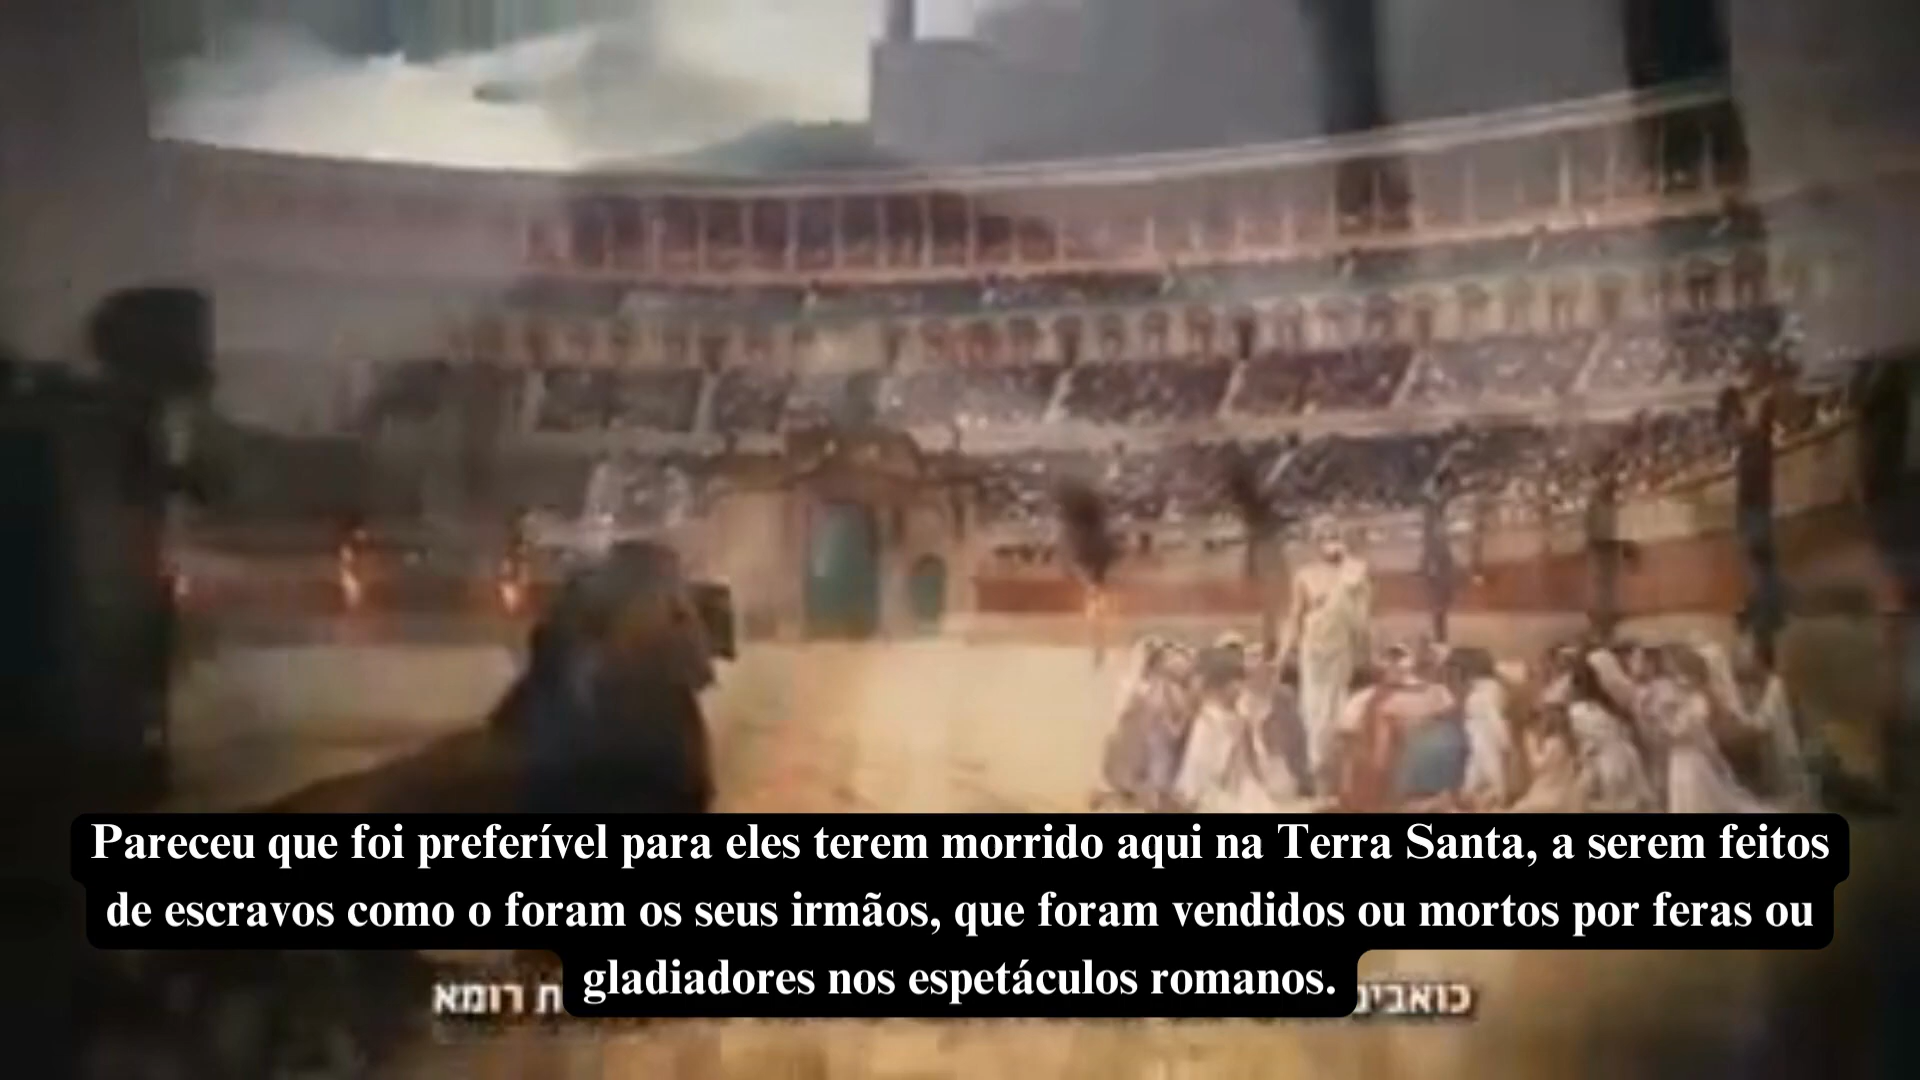 Pareceu que foi preferível para eles terem morrido aqui na Terra Santa, a serem feitos
de escravos como o foram os seus irmãos, que foram vendidos ou mortos por feras ou
gladiadores nos espetáculos romanos.
רומא